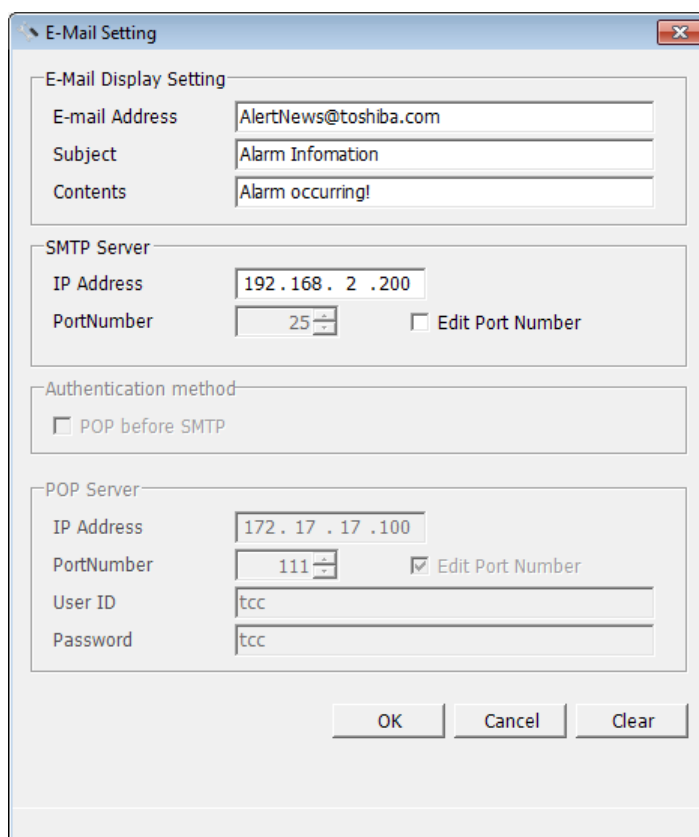 E-Mail Setting
E-Mail Display Setting
E-mail Address AlertNews@toshiba.com
Subject Alarm Infomation
Contents Alarm occurring!
SMTP Server
IP Address 192.168. 2 .200
PortNumber 25 Edit Port Number
Authentication method
POP before SMTP
POP Server
IP Address 172. 17 . 17 .100
PortNumber 111 Edit Port Number
User ID tcc
Password tcc
OK Cancel Clear